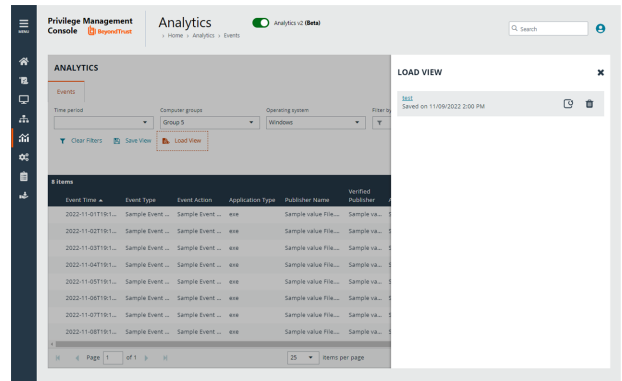 MENU
Privilege Management
Console BeyondTrust
Analytics
› Home › Analytics › Events
Analytics v2 (Beta)
Search
ANALYTICS
Events
Time period
Computer groups
Operating system
Filter by
Group 5
Windows
Clear Filters
Save View
Load View
8 items
Event Time
Event Type
Event Action
Application Type
Publisher Name
Verified Publisher
2022-11-01T19:1... Sample Event ... Sample Event ... exe Sample value File.... Sample va...
2022-11-02T19:1... Sample Event ... Sample Event ... exe Sample value File.... Sample va...
2022-11-03T19:1... Sample Event ... Sample Event ... exe Sample value File.... Sample va...
2022-11-04T19:1... Sample Event ... Sample Event ... exe Sample value File.... Sample va...
2022-11-05T19:1... Sample Event ... Sample Event ... exe Sample value File.... Sample va...
2022-11-06T19:1... Sample Event ... Sample Event ... exe Sample value File.... Sample va...
2022-11-07T19:1... Sample Event ... Sample Event ... exe Sample value File.... Sample va...
2022-11-08T19:1... Sample Event ... Sample Event ... exe Sample value File.... Sample va...
Page 1 of 1
25 items per page
LOAD VIEW
test
Saved on 11/09/2022 2:00 PM